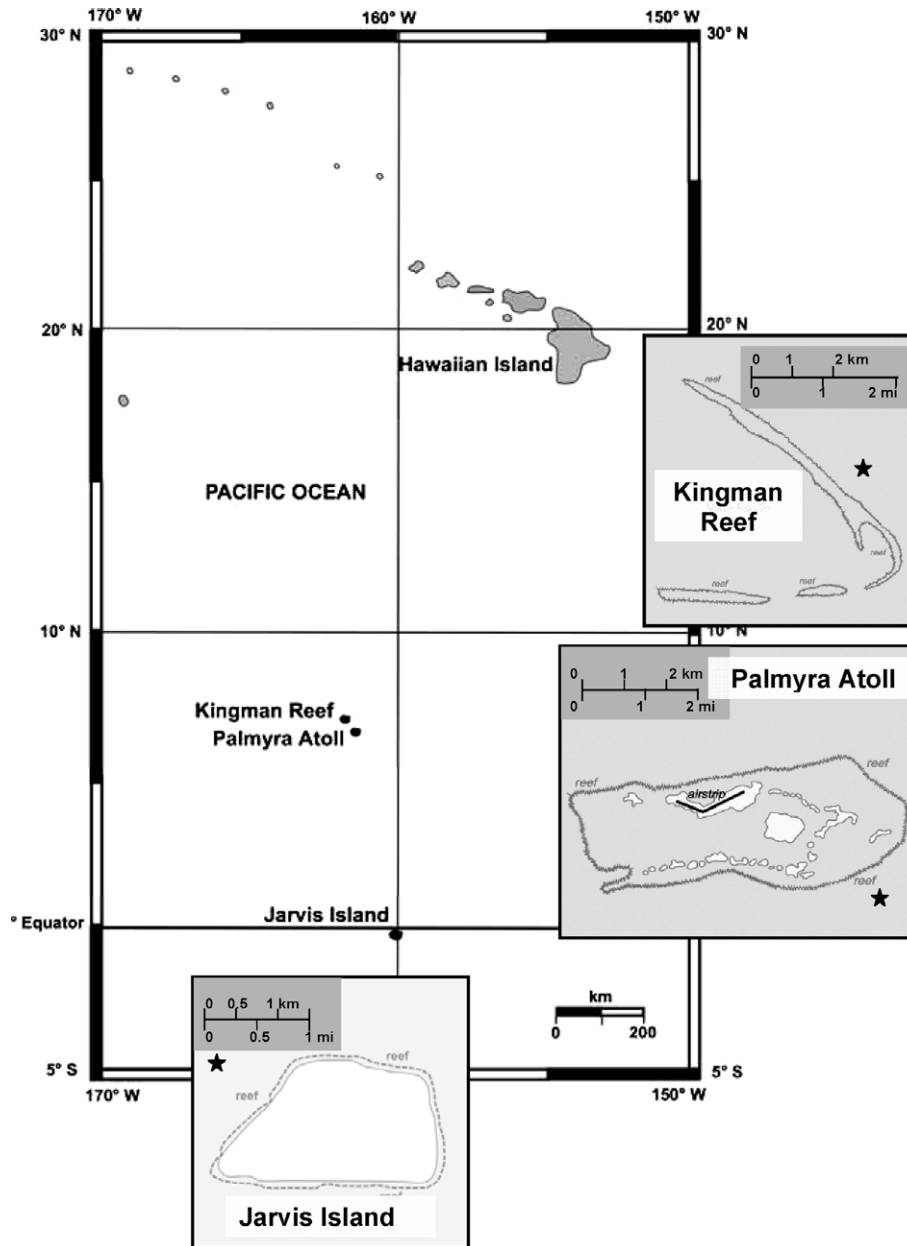 170° W 160° W 150° W
30° N 30° N
20° N 20° N
Hawaiian Island
0 1 2 km
0 1 2 mi
reef
Kingman
Reef
PACIFIC OCEAN
reef
reef reef
10° N 10° N
0 1 2 km
0 1 2 mi
Palmyra Atoll
Kingman Reef
Palmyra Atoll
reef
reef
airstrip
reef
Jarvis Island
° Equator
0 0.5 1 km
0 0.5 1 mi
km
0 200
reef
reef
5° S 5° S
170° W 150° W
Jarvis Island